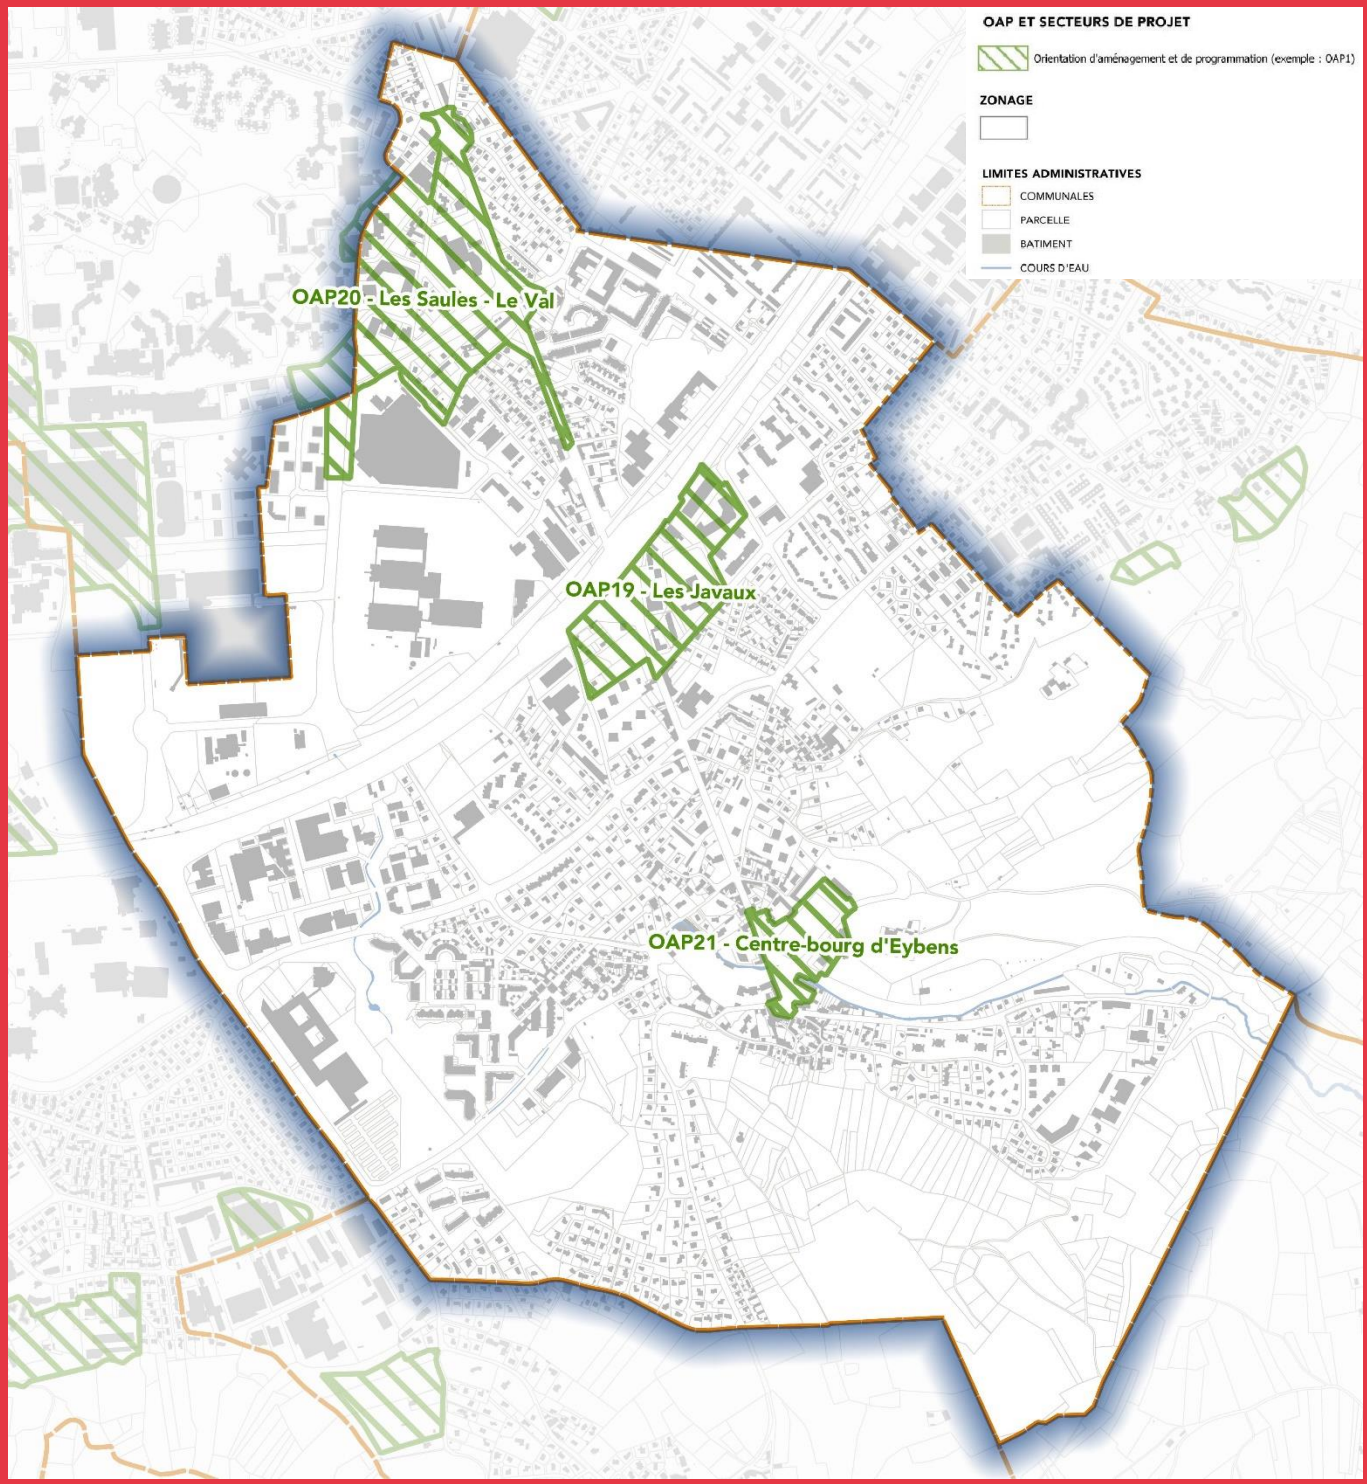 OAP ET SECTEURS DE PROJET
Orientation d'aménagement et de programmation (exemple : OAP1)
ZONAGE
LIMITES ADMINISTRATIVES
COMMUNALES
PARCELLE
BATIMENT
COURS D'EAU
OAP20 - Les Saules - Le Val
OAP19 - Les Javaux
OAP21 - Centre-bourg d'Eybens